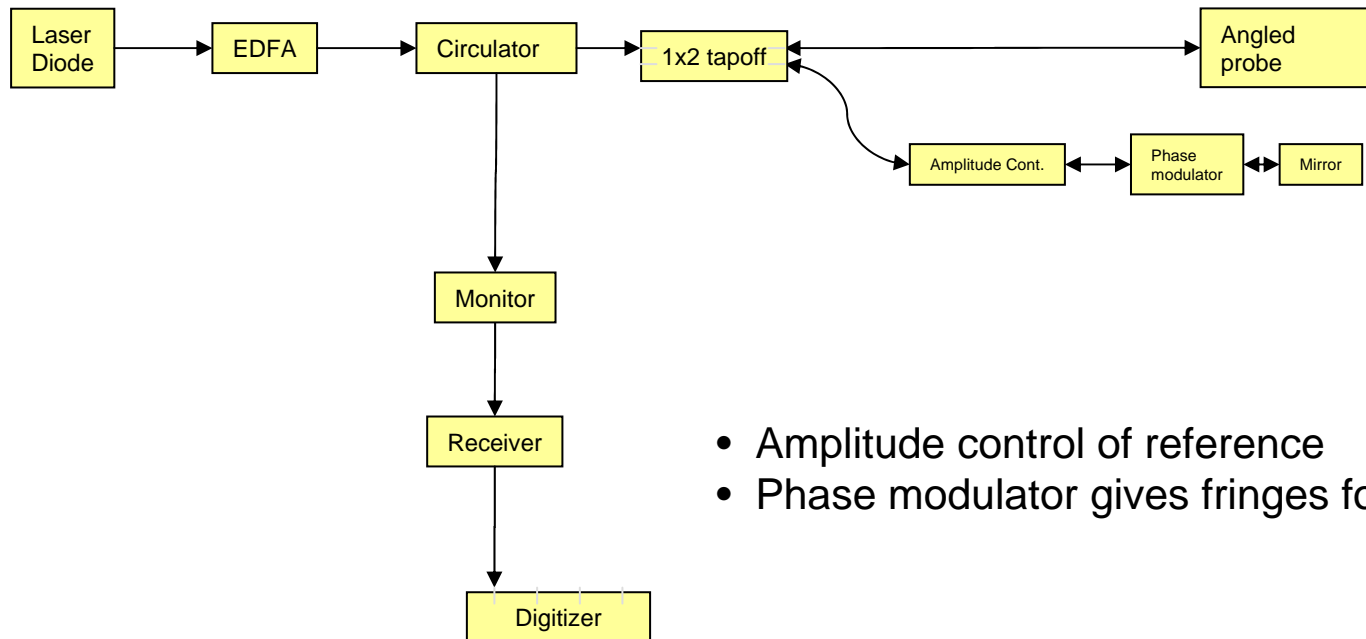 Laser
Diode
EDFA
Circulator
1x2 tapoff
Angled
probe
Amplitude Cont.
Phase
modulator
Mirror
Monitor
Receiver
• Amplitude control of reference
• Phase modulator gives fringes
Digitizer